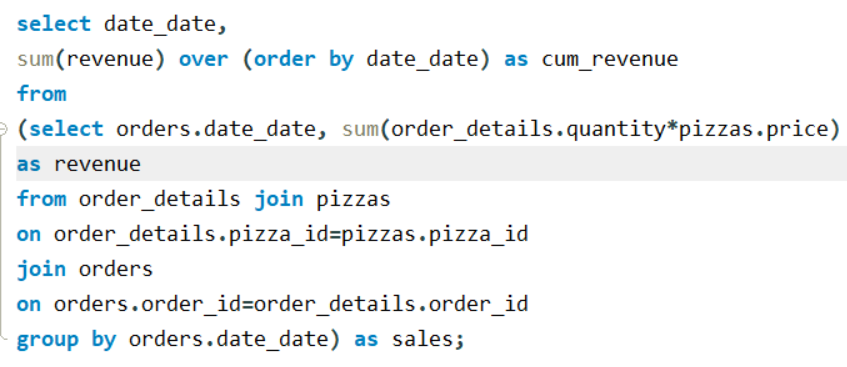 select date_date,
sum(revenue) over (order by date_date) as cum_revenue
from
(select orders.date_date, sum(order_details.quantity*pizzas.price)
as revenue
from order_details join pizzas
on order_details.pizza_id=pizzas.pizza_id
join orders
on orders.order_id=order_details.order_id
group by orders.date_date) as sales;